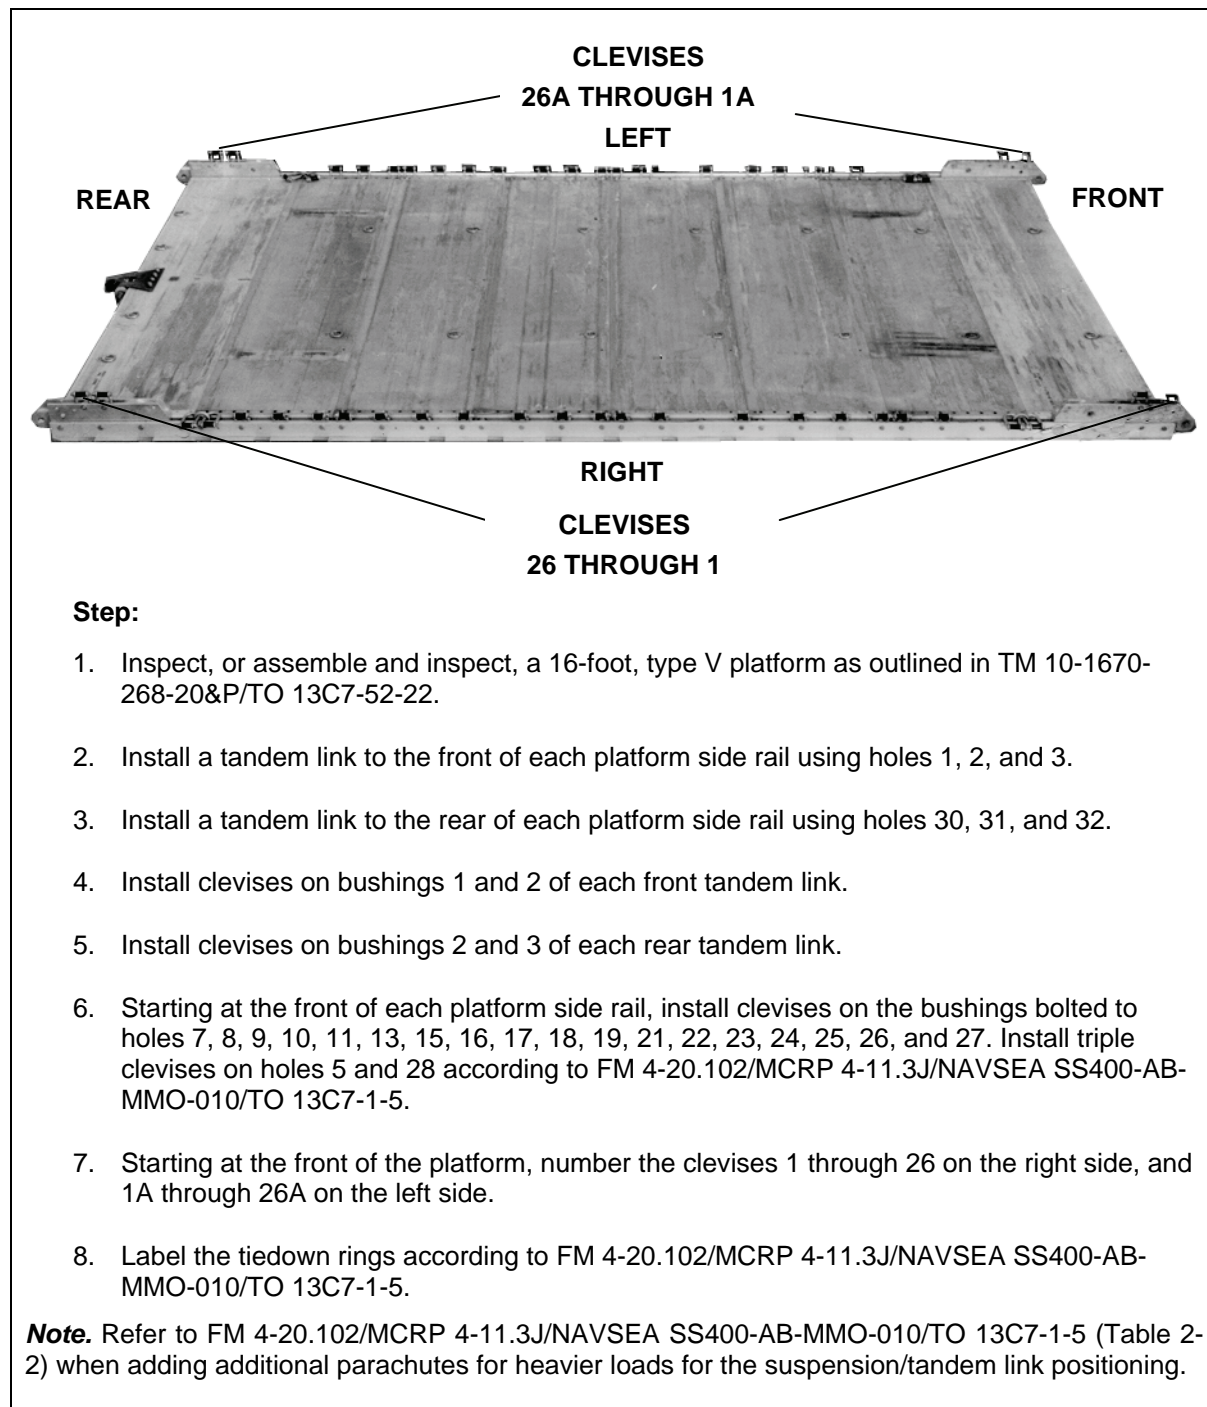 CLEVISES
26A THROUGH 1A
LEFT
REAR
FRONT
RIGHT
CLEVISES
26 THROUGH 1
Step:
1. Inspect, or assemble and inspect, a 16-foot, type V platform as outlined in TM 10-1670-
268-20&P/TO 13C7-52-22.
2. Install a tandem link to the front of each platform side rail using holes 1, 2, and 3.
3. Install a tandem link to the rear of each platform side rail using holes 30, 31, and 32.
4. Install clevises on bushings 1 and 2 of each front tandem link.
5. Install clevises on bushings 2 and 3 of each rear tandem link.
6. Starting at the front of each platform side rail, install clevises on the bushings bolted to
holes 7, 8, 9, 10, 11, 13, 15, 16, 17, 18, 19, 21, 22, 23, 24, 25, 26, and 27. Install triple
clevises on holes 5 and 28 according to FM 4-20.102/MCRP 4-11.3J/NAVSEA SS400-AB-
MMO-010/TO 13C7-1-5.
7. Starting at the front of the platform, number the clevises 1 through 26 on the right side, and
1A through 26A on the left side.
8. Label the tiedown rings according to FM 4-20.102/MCRP 4-11.3J/NAVSEA SS400-AB-
MMO-010/TO 13C7-1-5.
Note. Refer to FM 4-20.102/MCRP 4-11.3J/NAVSEA SS400-AB-MMO-010/TO 13C7-1-5 (Table 2-
2) when adding additional parachutes for heavier loads for the suspension/tandem link positioning.